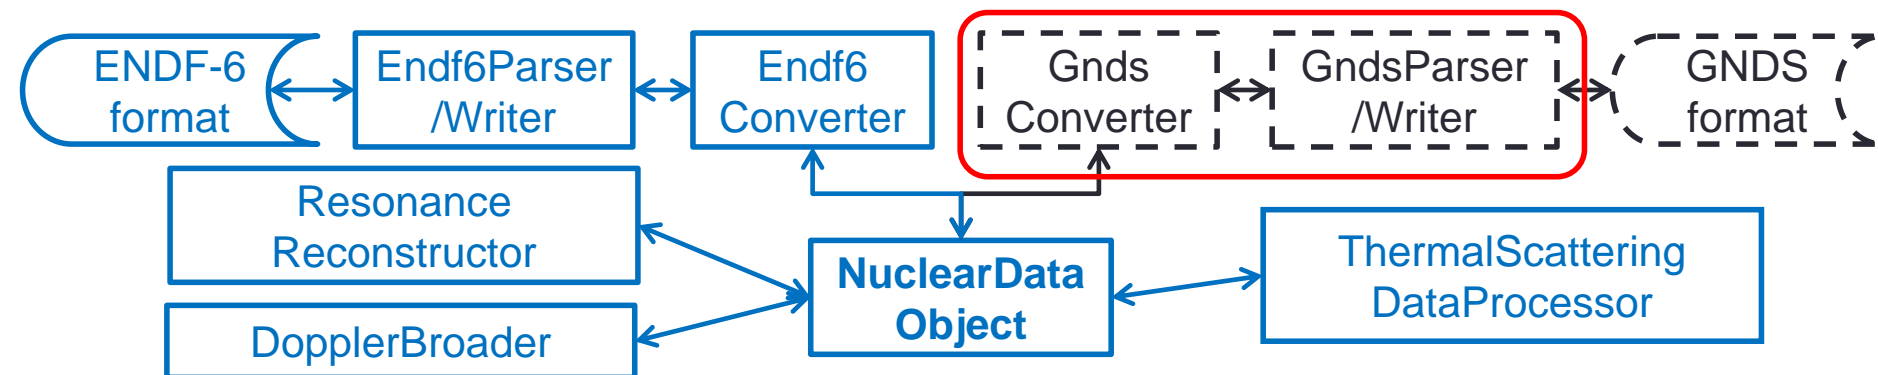 ENDF-6
format
Endf6Parser
/Writer
Endf6
Converter
Gnds
Converter
GndsParser
/Writer
GNDS
format
Resonance
Reconstructor
DopplerBroader
NuclearData
Object
ThermalScattering
DataProcessor